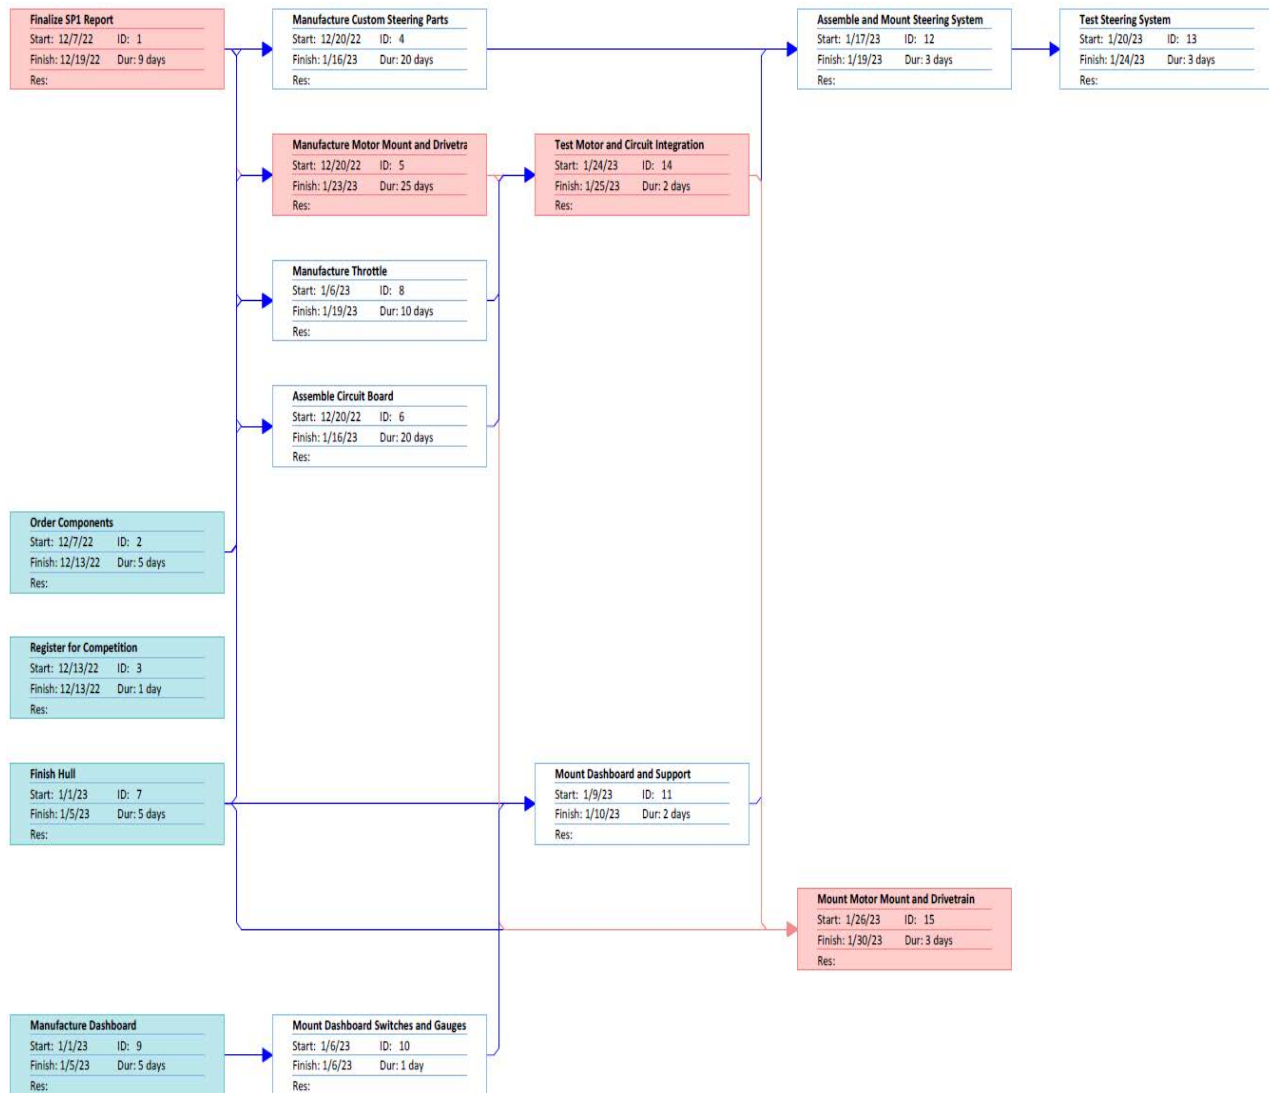 Finalize SP1 Report
Start: 12/7/22 ID: 1
Finish: 12/19/22 Dur: 9 days
Res:
Manufacture Custom Steering Parts
Start: 12/20/22 ID: 4
Finish: 1/16/23 Dur: 20 days
Res:
Assemble and Mount Steering System
Start: 1/17/23 ID: 12
Finish: 1/19/23 Dur: 3 days
Res:
Test Steering System
Start: 1/20/23 ID: 13
Finish: 1/24/23 Dur: 3 days
Res:
Manufacture Motor Mount and Drivetra
Start: 12/20/22 ID: 5
Finish: 1/23/23 Dur: 25 days
Res:
Test Motor and Circuit Integration
Start: 1/24/23 ID: 14
Finish: 1/25/23 Dur: 2 days
Res:
Manufacture Throttle
Start: 1/6/23 ID: 8
Finish: 1/19/23 Dur: 10 days
Res:
Assemble Circuit Board
Start: 12/20/22 ID: 6
Finish: 1/16/23 Dur: 20 days
Res:
Order Components
Start: 12/7/22 ID: 2
Finish: 12/13/22 Dur: 5 days
Res:
Register for Competition
Start: 12/13/22 ID: 3
Finish: 12/13/22 Dur: 1 day
Res:
Finish Hull
Start: 1/1/23 ID: 7
Finish: 1/5/23 Dur: 5 days
Res:
Mount Dashboard and Support
Start: 1/9/23 ID: 11
Finish: 1/10/23 Dur: 2 days
Res:
Mount Motor Mount and Drivetrain
Start: 1/26/23 ID: 15
Finish: 1/30/23 Dur: 3 days
Res:
Manufacture Dashboard
Start: 1/1/23 ID: 9
Finish: 1/5/23 Dur: 5 days
Res:
Mount Dashboard Switches and Gauges
Start: 1/6/23 ID: 10
Finish: 1/6/23 Dur: 1 day
Res: